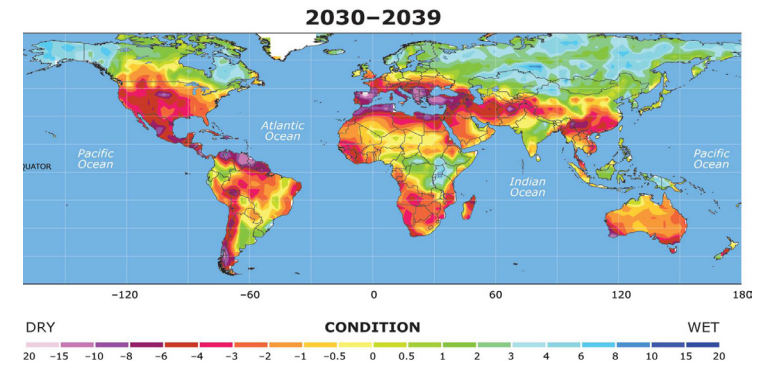 2030–2039
Atlantic
Ocean
Pacific
Ocean
Pacific
Ocean
QUATOR
Indian
Ocean
–120 –60 0 60 120 180
DRY CONDITION WET
20 –15 –10 –8 –6 –4 –3 –2 –1 –0.5 0 0.5 1 2 3 4 6 8 10 15 20